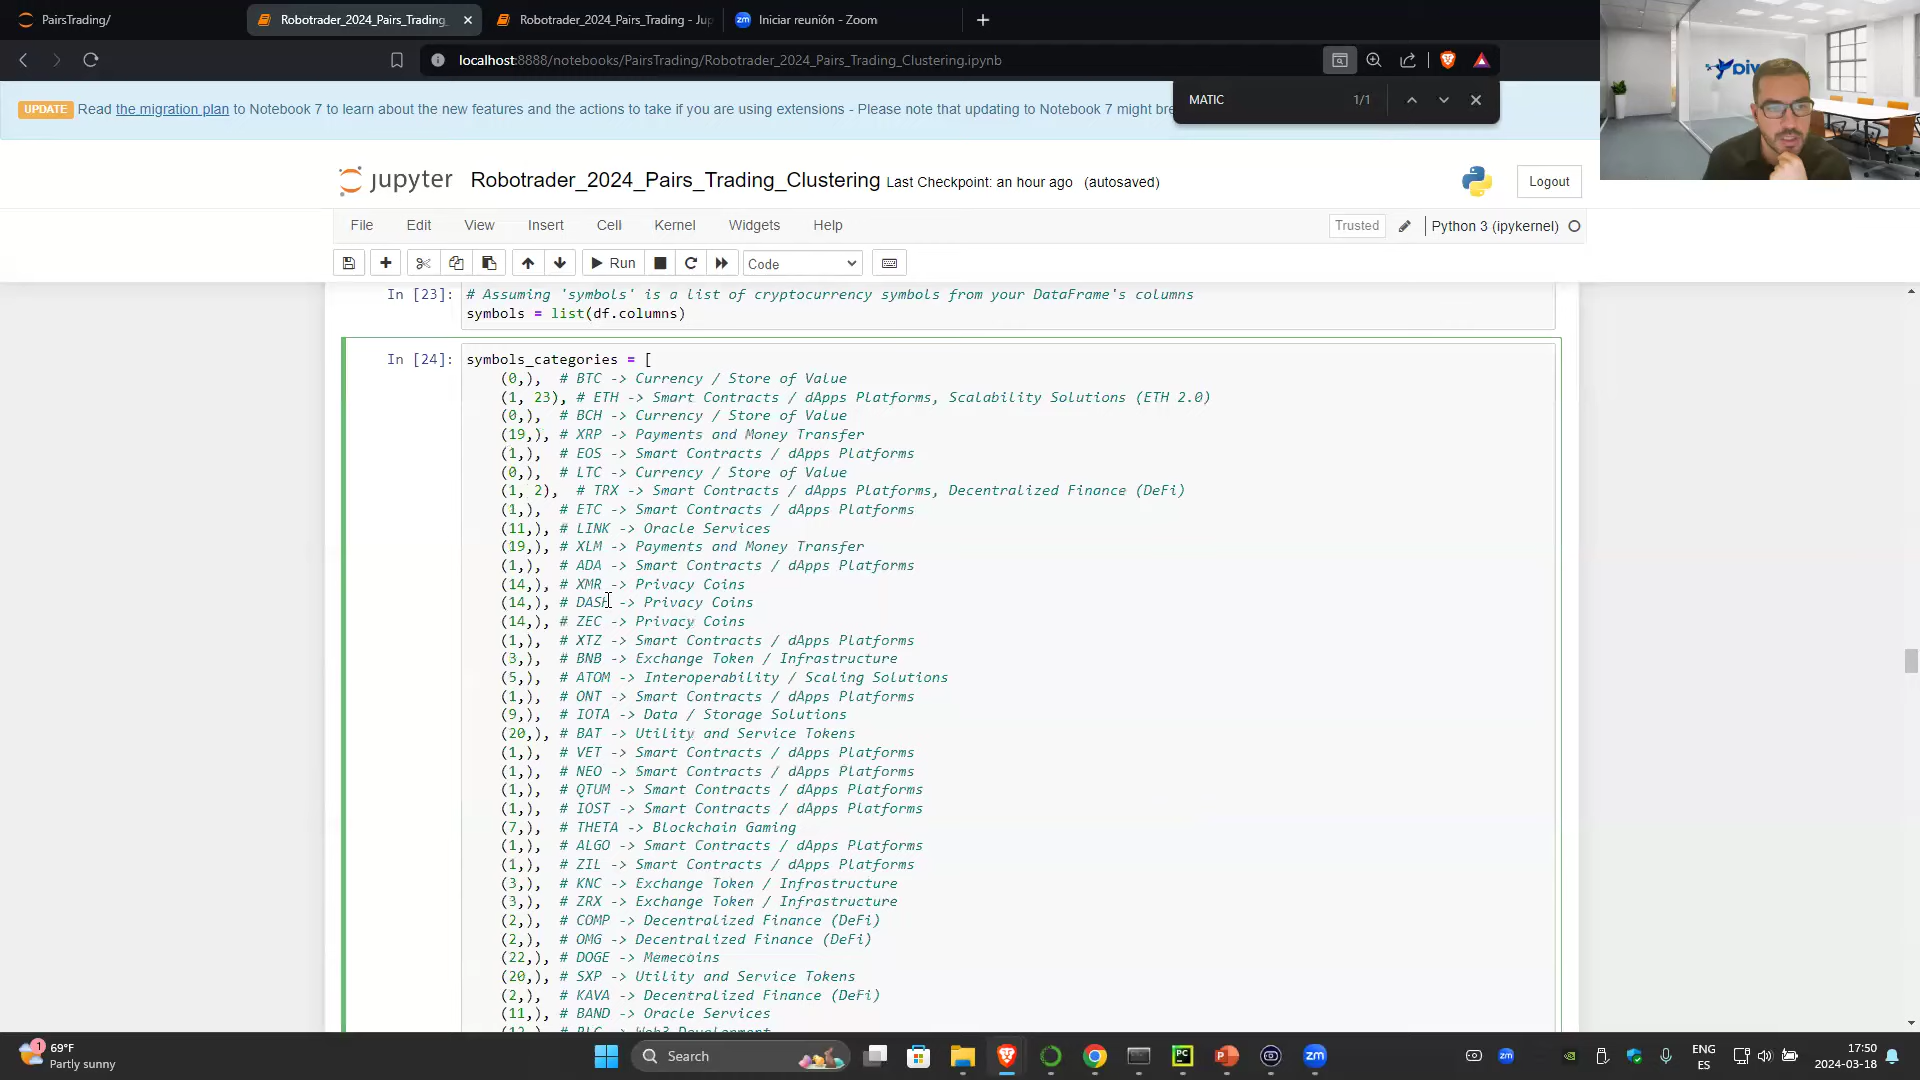 PairsTrading/
Robotrader_2024_Pairs_Trading_
Robotrader_2024_Pairs_Trading - Jup
Iniciar reunión - Zoom
localhost:8888/notebooks/PairsTrading/Robotrader_2024_Pairs_Trading_Clustering.ipynb
MATIC 1/1
UPDATE Read the migration plan to Notebook 7 to learn about the new features and the actions to take if you are using extensions - Please note that updating to Notebook 7 might bre
jupyter Robotrader_2024_Pairs_Trading_Clustering Last Checkpoint: an hour ago (autosaved)
Logout
File Edit View Insert Cell Kernel Widgets Help
Trusted Python 3 (ipykernel)
Run Code
In [23]: # Assuming 'symbols' is a list of cryptocurrency symbols from your DataFrame's columns
symbols = list(df.columns)
In [24]: symbols_categories = [
(0,), # BTC -> Currency / Store of Value
(1, 23), # ETH -> Smart Contracts / dApps Platforms, Scalability Solutions (ETH 2.0)
(0,), # BCH -> Currency / Store of Value
(19,), # XRP -> Payments and Money Transfer
(1,), # EOS -> Smart Contracts / dApps Platforms
(0,), # LTC -> Currency / Store of Value
(1, 2), # TRX -> Smart Contracts / dApps Platforms, Decentralized Finance (DeFi)
(1,), # ETC -> Smart Contracts / dApps Platforms
(11,), # LINK -> Oracle Services
(19,), # XLM -> Payments and Money Transfer
(1,), # ADA -> Smart Contracts / dApps Platforms
(14,), # XMR -> Privacy Coins
(14,), # DASH -> Privacy Coins
(14,), # ZEC -> Privacy Coins
(1,), # XTZ -> Smart Contracts / dApps Platforms
(3,), # BNB -> Exchange Token / Infrastructure
(5,), # ATOM -> Interoperability / Scaling Solutions
(1,), # ONT -> Smart Contracts / dApps Platforms
(9,), # IOTA -> Data / Storage Solutions
(20,), # BAT -> Utility and Service Tokens
(1,), # VET -> Smart Contracts / dApps Platforms
(1,), # NEO -> Smart Contracts / dApps Platforms
(1,), # QTUM -> Smart Contracts / dApps Platforms
(1,), # IOST -> Smart Contracts / dApps Platforms
(7,), # THETA -> Blockchain Gaming
(1,), # ALGO -> Smart Contracts / dApps Platforms
(1,), # ZIL -> Smart Contracts / dApps Platforms
(3,), # KNC -> Exchange Token / Infrastructure
(3,), # ZRX -> Exchange Token / Infrastructure
(2,), # COMP -> Decentralized Finance (DeFi)
(2,), # OMG -> Decentralized Finance (DeFi)
(22,), # DOGE -> Memecoins
(20,), # SXP -> Utility and Service Tokens
(2,), # KAVA -> Decentralized Finance (DeFi)
(11,), # BAND -> Oracle Services
69°F
Partly sunny
Search
ENG
ES
17:50
2024-03-18